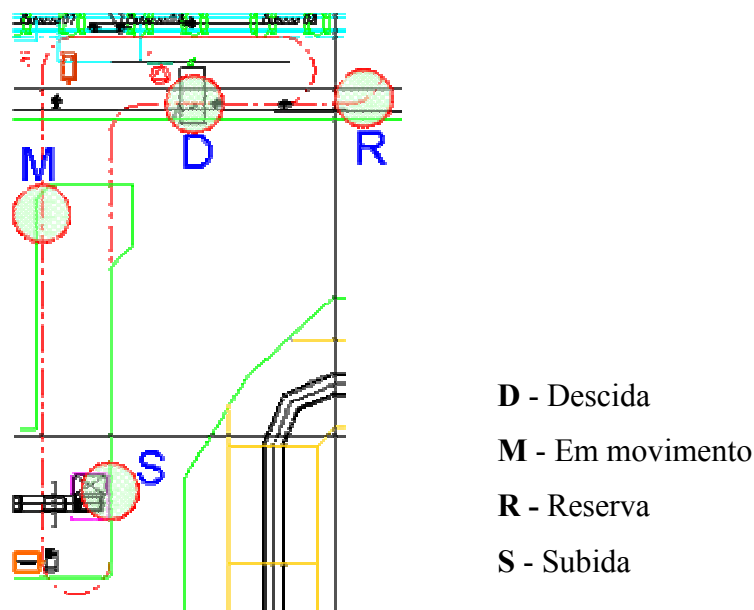 M
D
R
S
D - Descida
M - Em movimento
R - Reserva
S - Subida